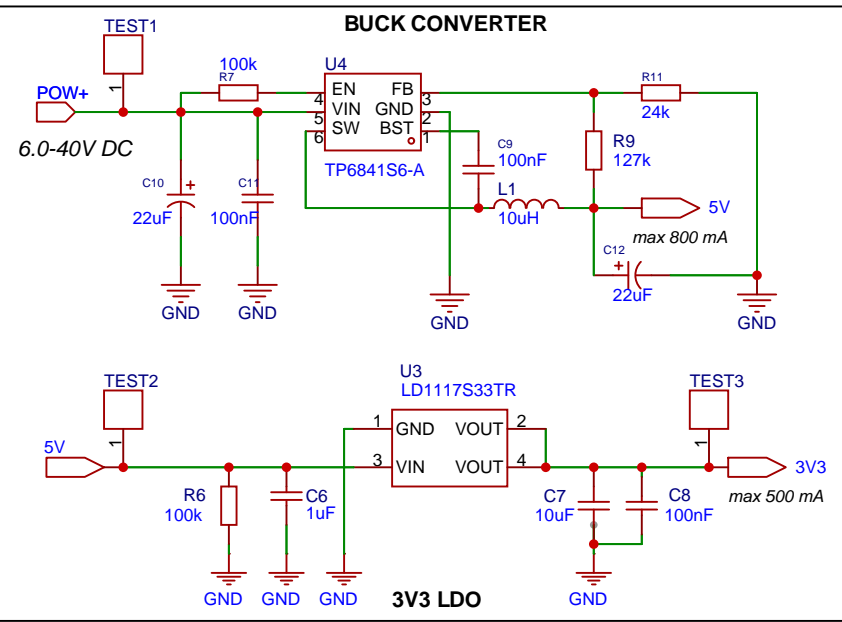 BUCK CONVERTER
TEST1
1
POW+
6.0-40V DC
100k
R7
U4
EN
VIN
SW
FB
GND
BST
4
5
6
3
2
1
TP6841S6-A
C10
22uF
C11
100nF
GND
GND
C9
100nF
L1
10uH
R11
24k
R9
127k
5V
max 800 mA
C12
22uF
GND
GND
TEST2
1
5V
R6
100k
C6
1uF
GND
GND
GND
U3
LD1117S33TR
1
GND
VOUT
2
3
VIN
VOUT
4
TEST3
1
3V3
max 500 mA
C7
10uF
C8
100nF
GND
3V3 LDO